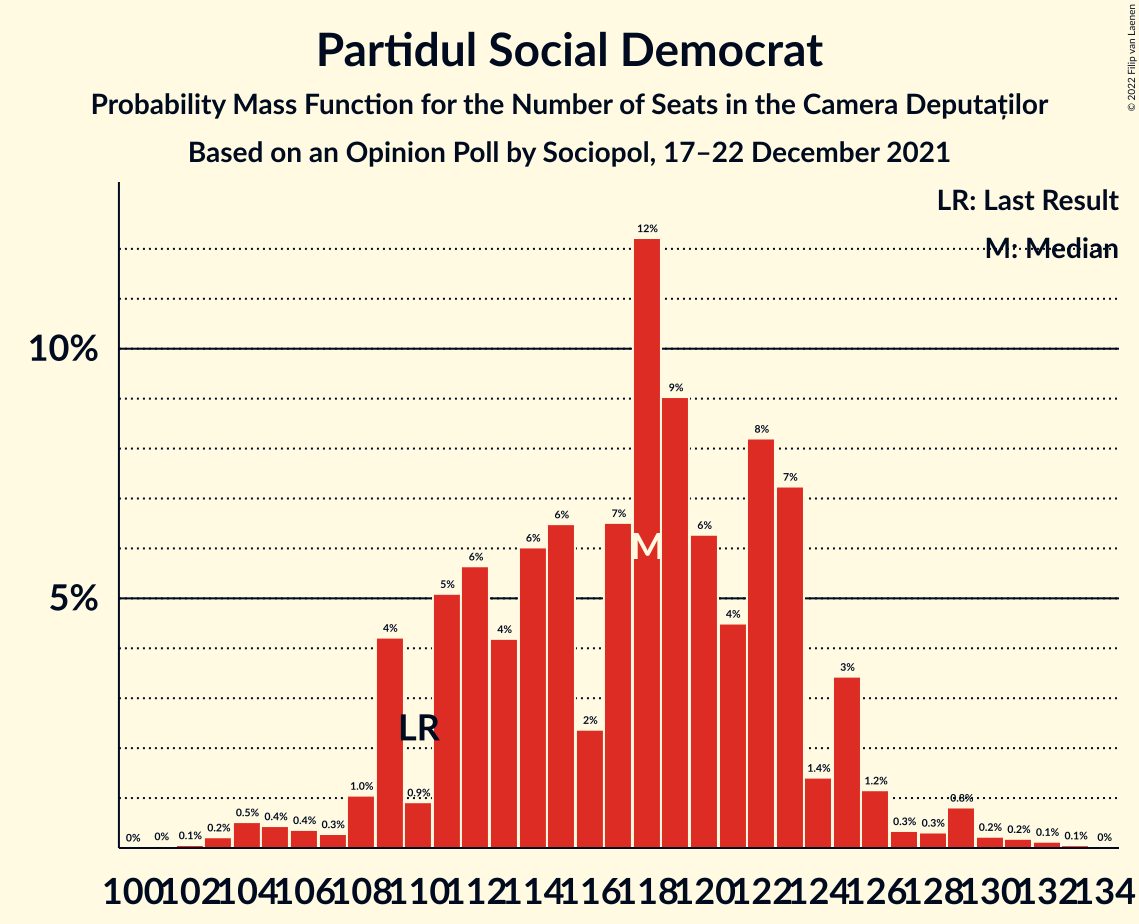 Partidul Social Democrat
Probability Mass Function for the Number of Seats in the Camera Deputaților
Based on an Opinion Poll by Sociopol, 17–22 December 2021
© 2022 Filip van Laenen
LR: Last Result
M: Median
10%
5%
0% 0% 0.1% 0.2% 0.5% 0.4% 0.4% 0.3% 1.0% 4% 0.9% 5% 6% 4% 6% 6% 2% 7% 12% 9% 6% 4% 8% 7% 1.4% 3% 1.2% 0.3% 0.3% 0.8% 0.2% 0.2% 0.1% 0.1% 0%
M
LR
100 102 104 106 108 110 112 114 116 118 120 122 124 126 128 130 132 134